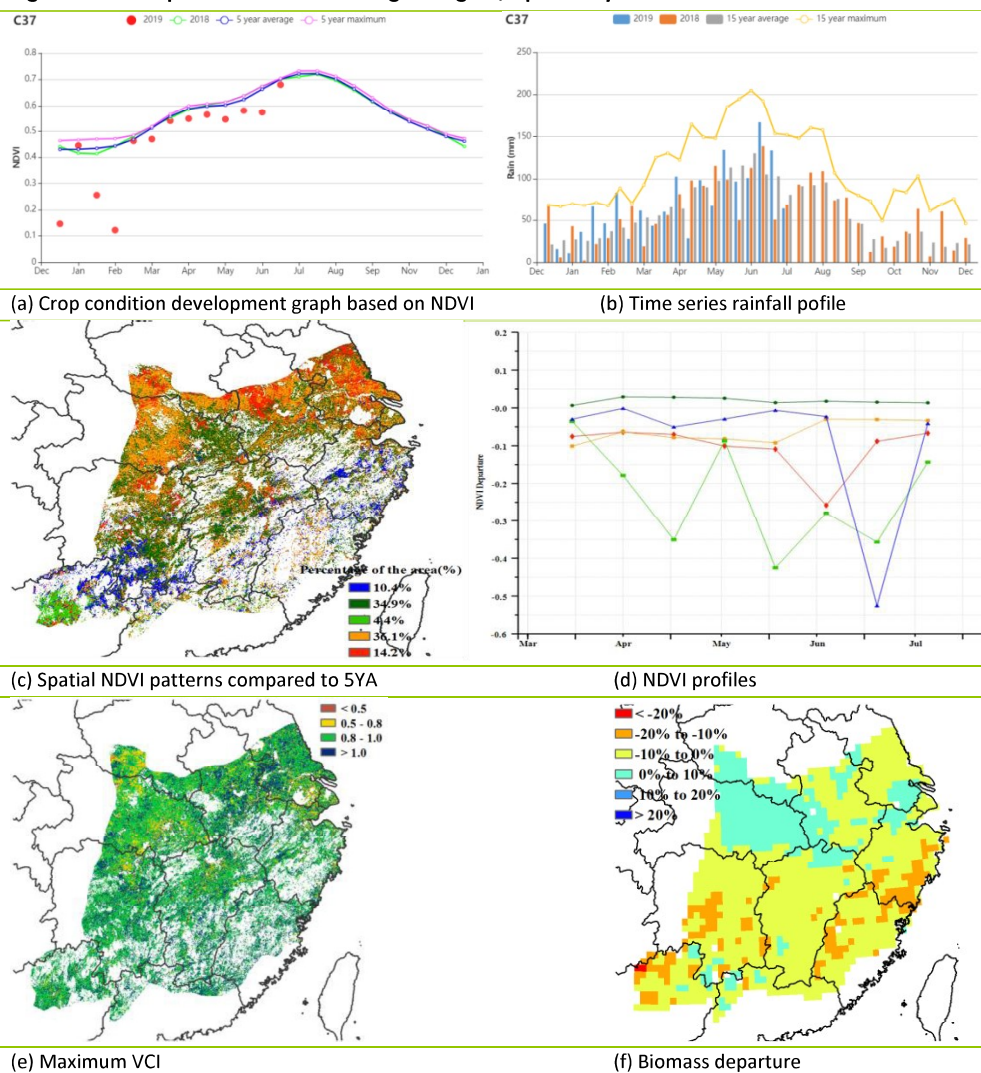 C37
2019 2018 5 year average 5 year maximum
NDVI
0.8
0.7
0.6
0.5
0.4
0.3
0.2
0.1
0
Dec Jan Feb Mar Apr May Jun Jul Aug Sep Nov Dec Jan
C37
2019 2018 15 year average 15 year maximum
Rain (mm)
250
200
150
100
50
0
Dec Jan Feb Mar Apr May Jun Jul Aug Sep Oct Nov Dec
(a) Crop condition development graph based on NDVI
(b) Time series rainfall pofile
Percentage of the area(%)
10.4%
34.9%
4.4%
36.1%
14.2%
NDVI Departure
0.2
0.1
-0.0
-0.1
-0.2
-0.3
-0.4
-0.5
-0.6
Mar Apr May Jun Jul
(c) Spatial NDVI patterns compared to 5YA
(d) NDVI profiles
< 0.5
0.5 - 0.8
0.8 - 1.0
> 1.0
< -20%
-20% to -10%
-10% to 0%
0% to 10%
10% to 20%
> 20%
(e) Maximum VCI
(f) Biomass departure